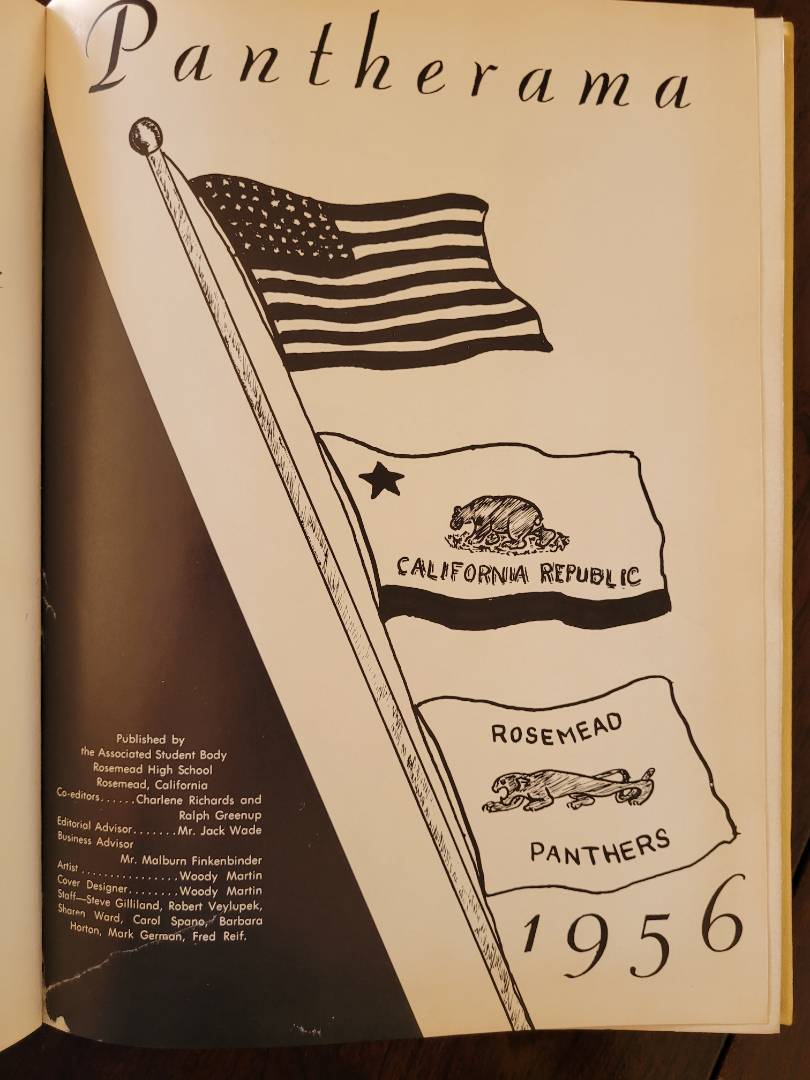 Pantherama
CALIFORNIA REPUBLIC
ROSEMEAD
PANTHERS
1956
Published by
the Associated Student Body
Rosemead High School
Rosemead, California
Co-editors......Charlene Richards and
Ralph Greenup
Editorial Advisor.......Mr. Jack Wade
Business Advisor
Mr. Malburn Finkenbinder
Artist................Woody Martin
Cover Designer........Woody Martin
Staff—Steve Gilliland, Robert Veylupek,
Sharen Ward, Carol Spano, Barbara
Horton, Mark German, Fred Reif.